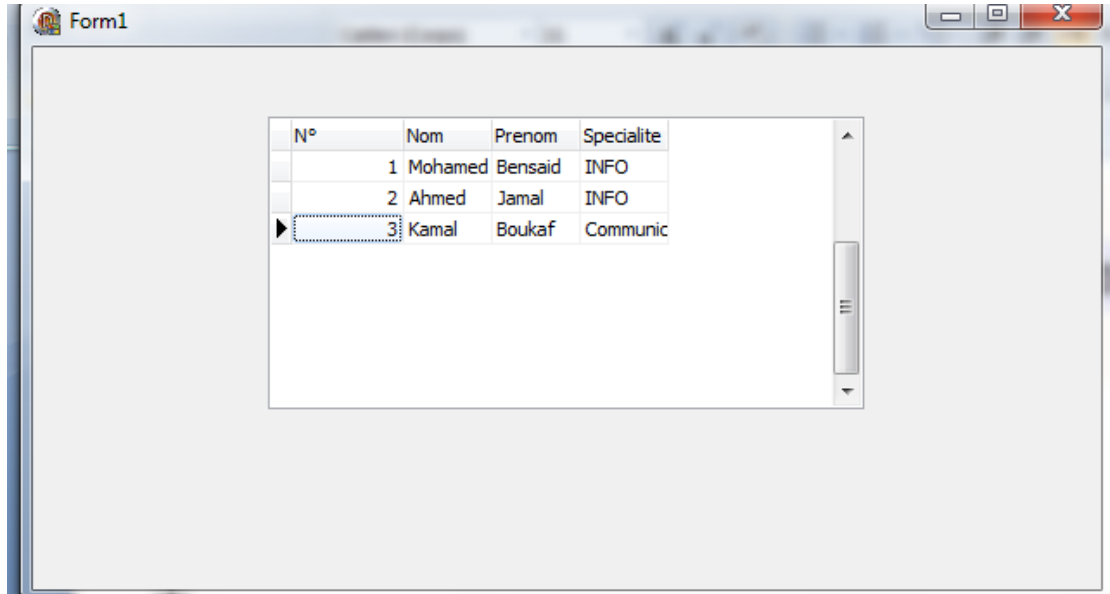 Form1
N° Nom Prenom Specialite
1 Mohamed Bensaid INFO
2 Ahmed Jamal INFO
3 Kamal Boukaf Communic